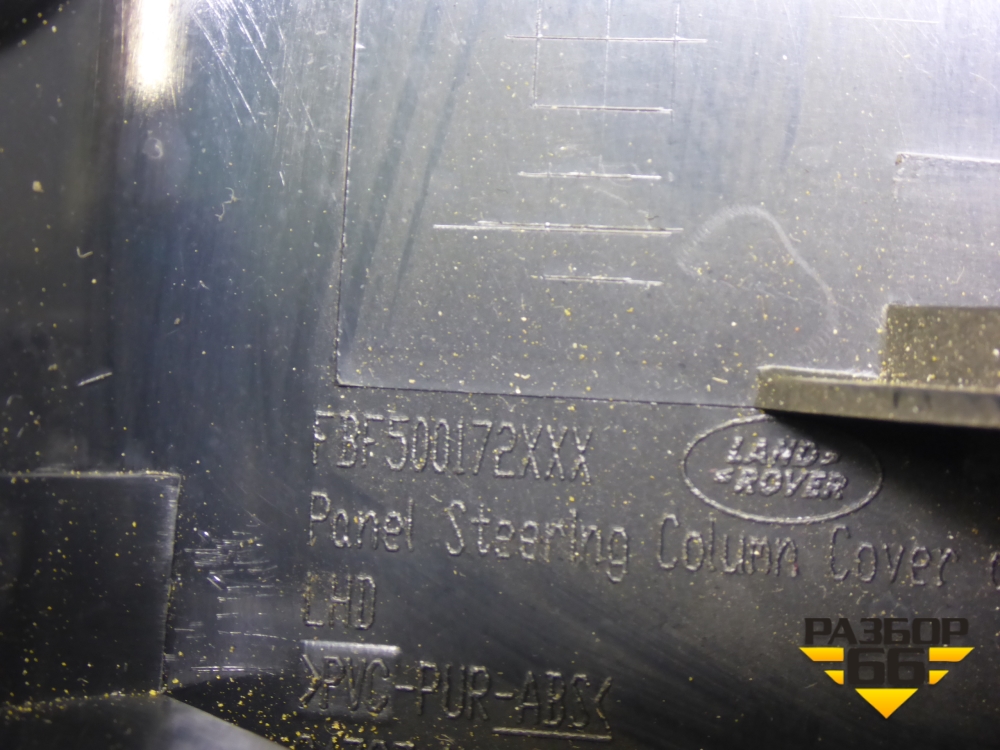 FBF500172XXX
LAND
ROVER
Panel Steering Column Cover
LHD
>PVC-PUR-ABS<
РАЗБОР
66